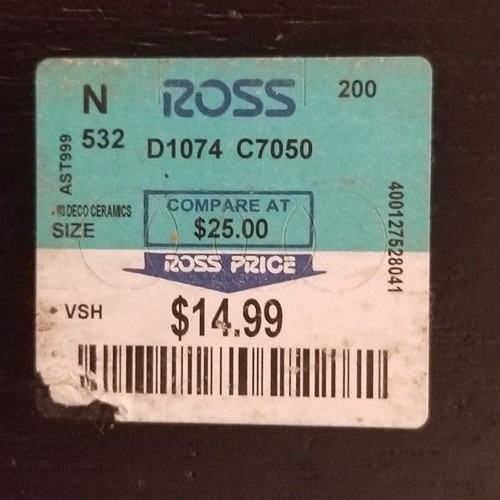 N
ROSS
200
532
D1074 C7050
AST999
DECO CERAMICS
SIZE
COMPARE AT
$25.00
400127528041
ROSS PRICE
VSH
$14.99